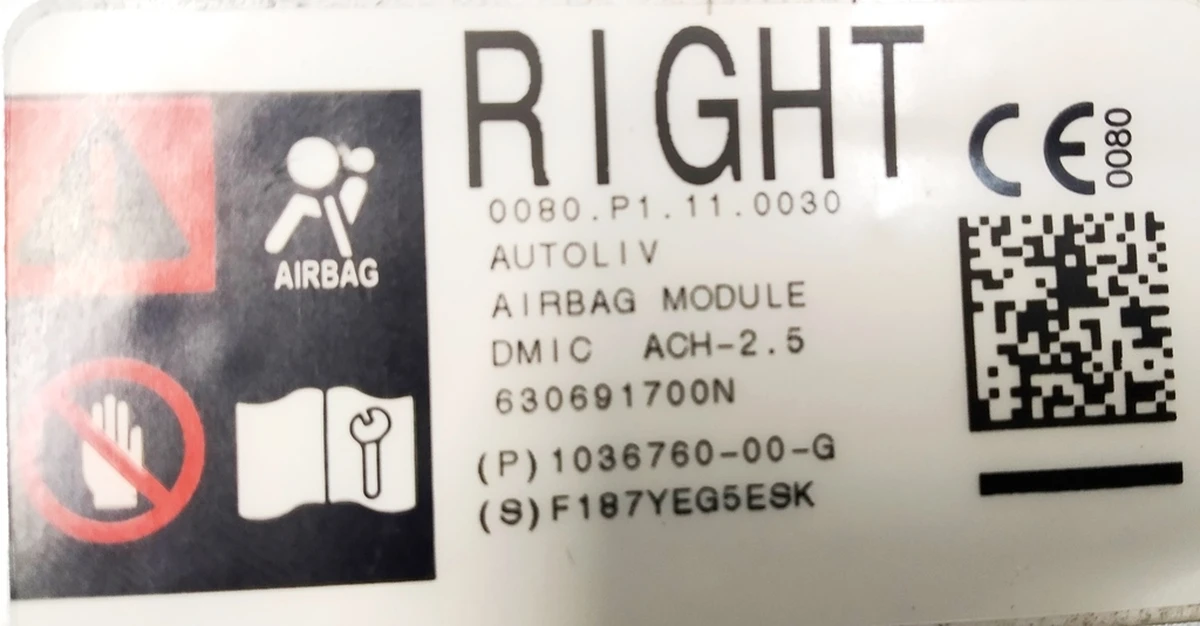 RIGHT
CE 0080
0080.P1.11.0030
AUTOLIV
AIRBAG
AIRBAG MODULE
DMIC ACH-2.5
630691700N
(P)1036760-00-G
(S)F187YEG5ESK